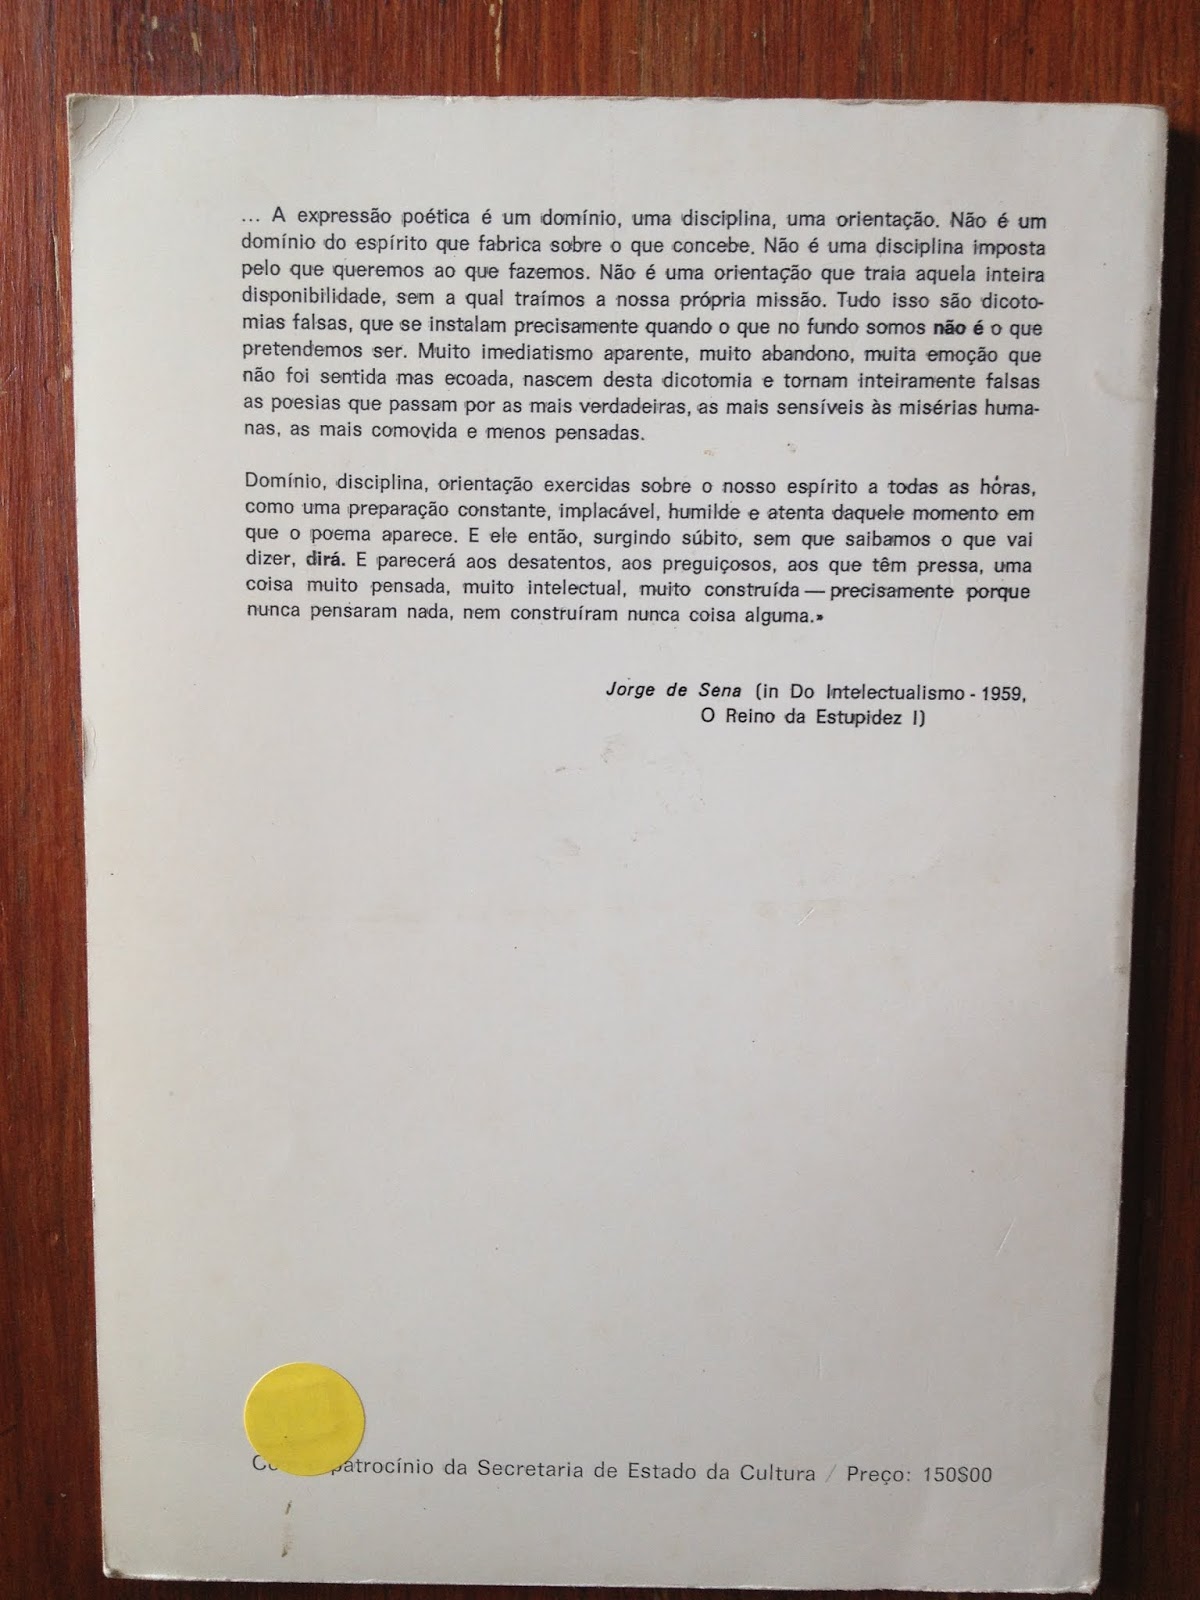 ... A expressão poética é um domínio, uma disciplina, uma orientação. Não é um
domínio do espírito que fabrica sobre o que concebe. Não é uma disciplina imposta
pelo que queremos ao que fazemos. Não é uma orientação que traia aquela inteira
disponibilidade, sem a qual traímos a nossa própria missão. Tudo isso são dicoto-
mias falsas, que se instalam precisamente quando o que no fundo somos não é o que
pretendemos ser. Muito imediatismo aparente, muito abandono, muita emoção que
não foi sentida mas ecoada, nascem desta dicotomia e tornam inteiramente falsas
as poesias que passam por as mais verdadeiras, as mais sensíveis às misérias huma-
nas, as mais comovida e menos pensadas.
Domínio, disciplina, orientação exercidas sobre o nosso espírito a todas as horas,
como uma preparação constante, implacável, humilde e atenta daquele momento em
que o poema aparece. E ele então, surgindo súbito, sem que saibamos o que vai
dizer, dirá. E parecerá aos desatentos, aos preguiçosos, aos que têm pressa, uma
coisa muito pensada, muito intelectual, muito construída — precisamente porque
nunca pensaram nada, nem construíram nunca coisa alguma.»
Jorge de Sena (in Do Intelectualismo - 1959,
O Reino da Estupidez I)
patrocínio da Secretaria de Estado da Cultura / Preço: 150$00